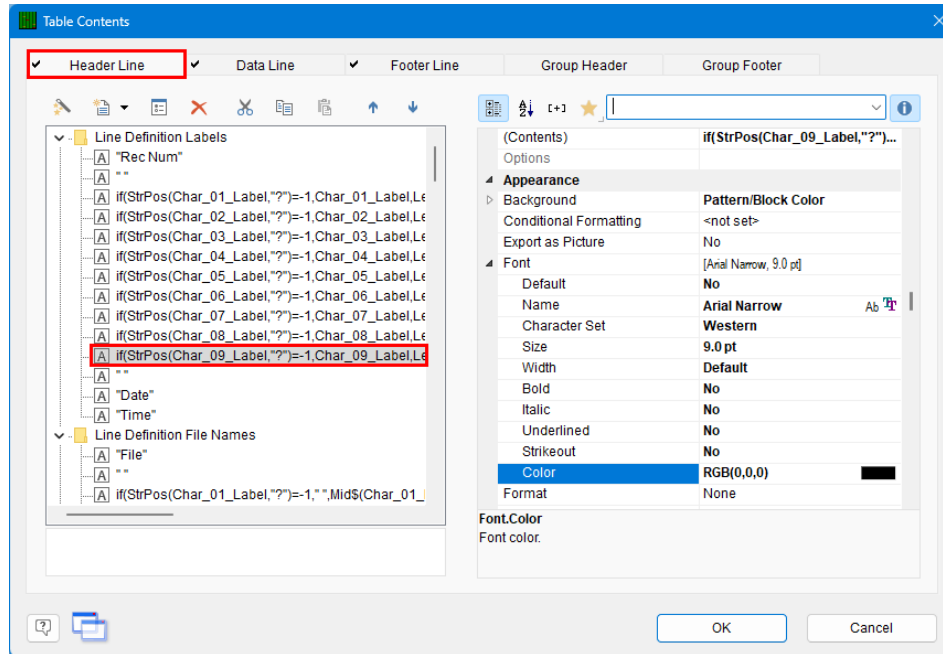 Table Contents
Header Line
Data Line
Footer Line
Group Header
Group Footer
Line Definition Labels
"Rec Num"
" "
if(StrPos(Char_01_Label,"?")=-1,Char_01_Label,Le
if(StrPos(Char_02_Label,"?")=-1,Char_02_Label,Le
if(StrPos(Char_03_Label,"?")=-1,Char_03_Label,Le
if(StrPos(Char_04_Label,"?")=-1,Char_04_Label,Le
if(StrPos(Char_05_Label,"?")=-1,Char_05_Label,Le
if(StrPos(Char_06_Label,"?")=-1,Char_06_Label,Le
if(StrPos(Char_07_Label,"?")=-1,Char_07_Label,Le
if(StrPos(Char_08_Label,"?")=-1,Char_08_Label,Le
if(StrPos(Char_09_Label,"?")=-1,Char_09_Label,Le
" "
"Date"
"Time"
Line Definition File Names
"File"
" "
if(StrPos(Char_01_Label,"?")=-1," ",Mid$(Char_01_
(Contents) if(StrPos(Char_09_Label,"?")...
Options
Appearance
Background Pattern/Block Color
Conditional Formatting <not set>
Export as Picture No
Font [Arial Narrow, 9.0 pt]
Default No
Name Arial Narrow Ab
Character Set Western
Size 9.0 pt
Width Default
Bold No
Italic No
Underlined No
Strikeout No
Color RGB(0,0,0)
Format None
Font.Color
Font color.
OK
Cancel